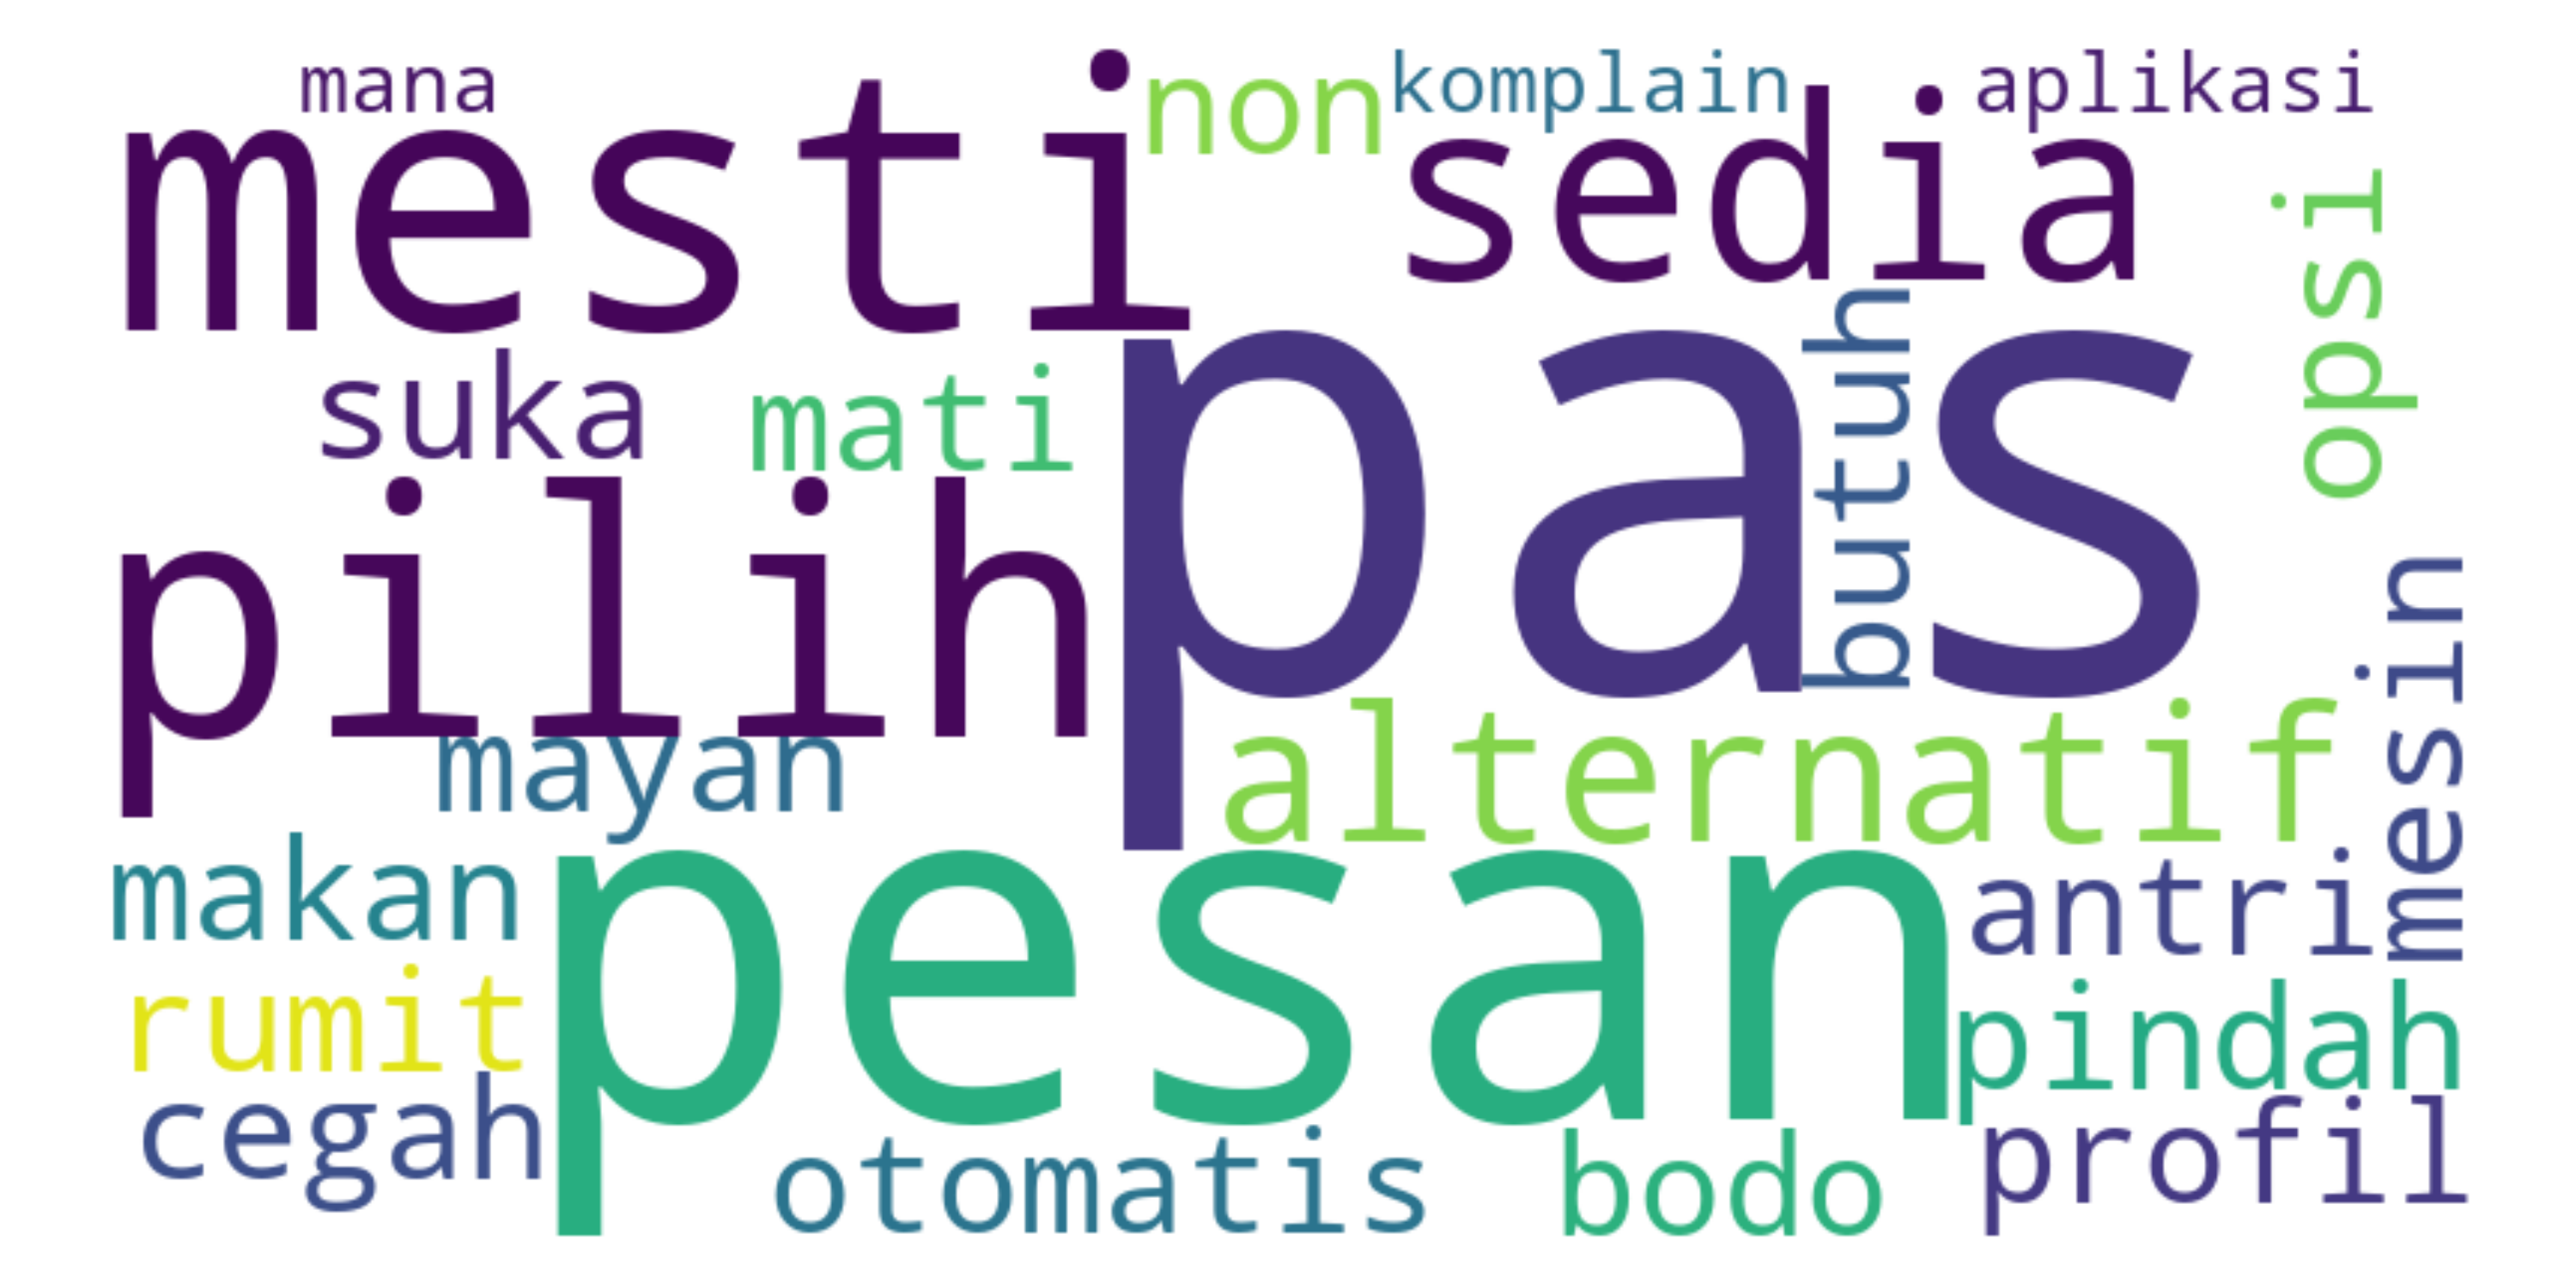 mana
mesti
non
komplain
sedia
aplikasi
opsi
suka
mati
pas
butuh
pilih
mesin
mayan
alternatif
makan
pesan
antri
rumit
pindah
cegah
otomatis
bodo
profil